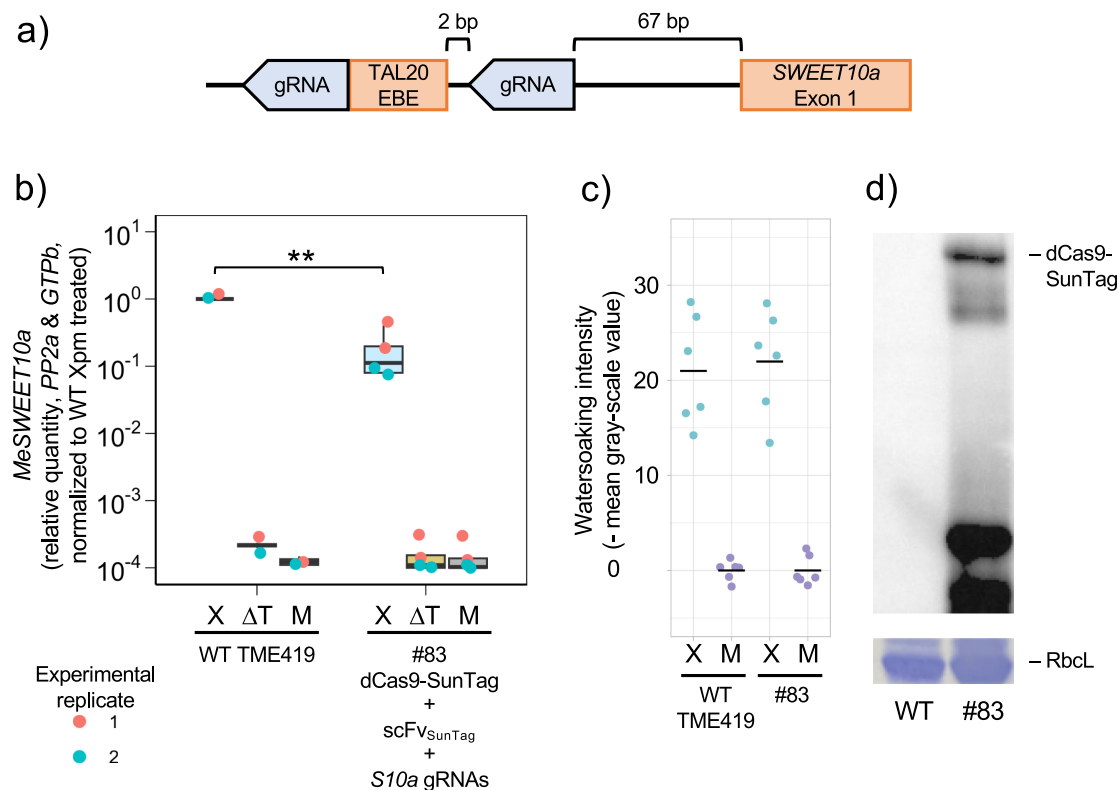 a)
2 bp
67 bp
gRNA
TAL20
EBE
gRNA
SWEET10a
Exon 1
b)
MeSWEET10a
(relative quantity, PP2a & GTPb,
normalized to WT Xpm treated)
10¹
10⁰
10⁻¹
10⁻²
10⁻³
10⁻⁴
**
X ΔT M X ΔT M
WT TME419
#83
dCas9-SunTag
+
scFvSunTag
+
S10a gRNAs
Experimental
replicate
1
2
c)
Watersoaking intensity
(- mean gray-scale value)
30
20
10
0
X M X M
WT
TME419
#83
d)
– dCas9-
SunTag
– RbcL
WT #83